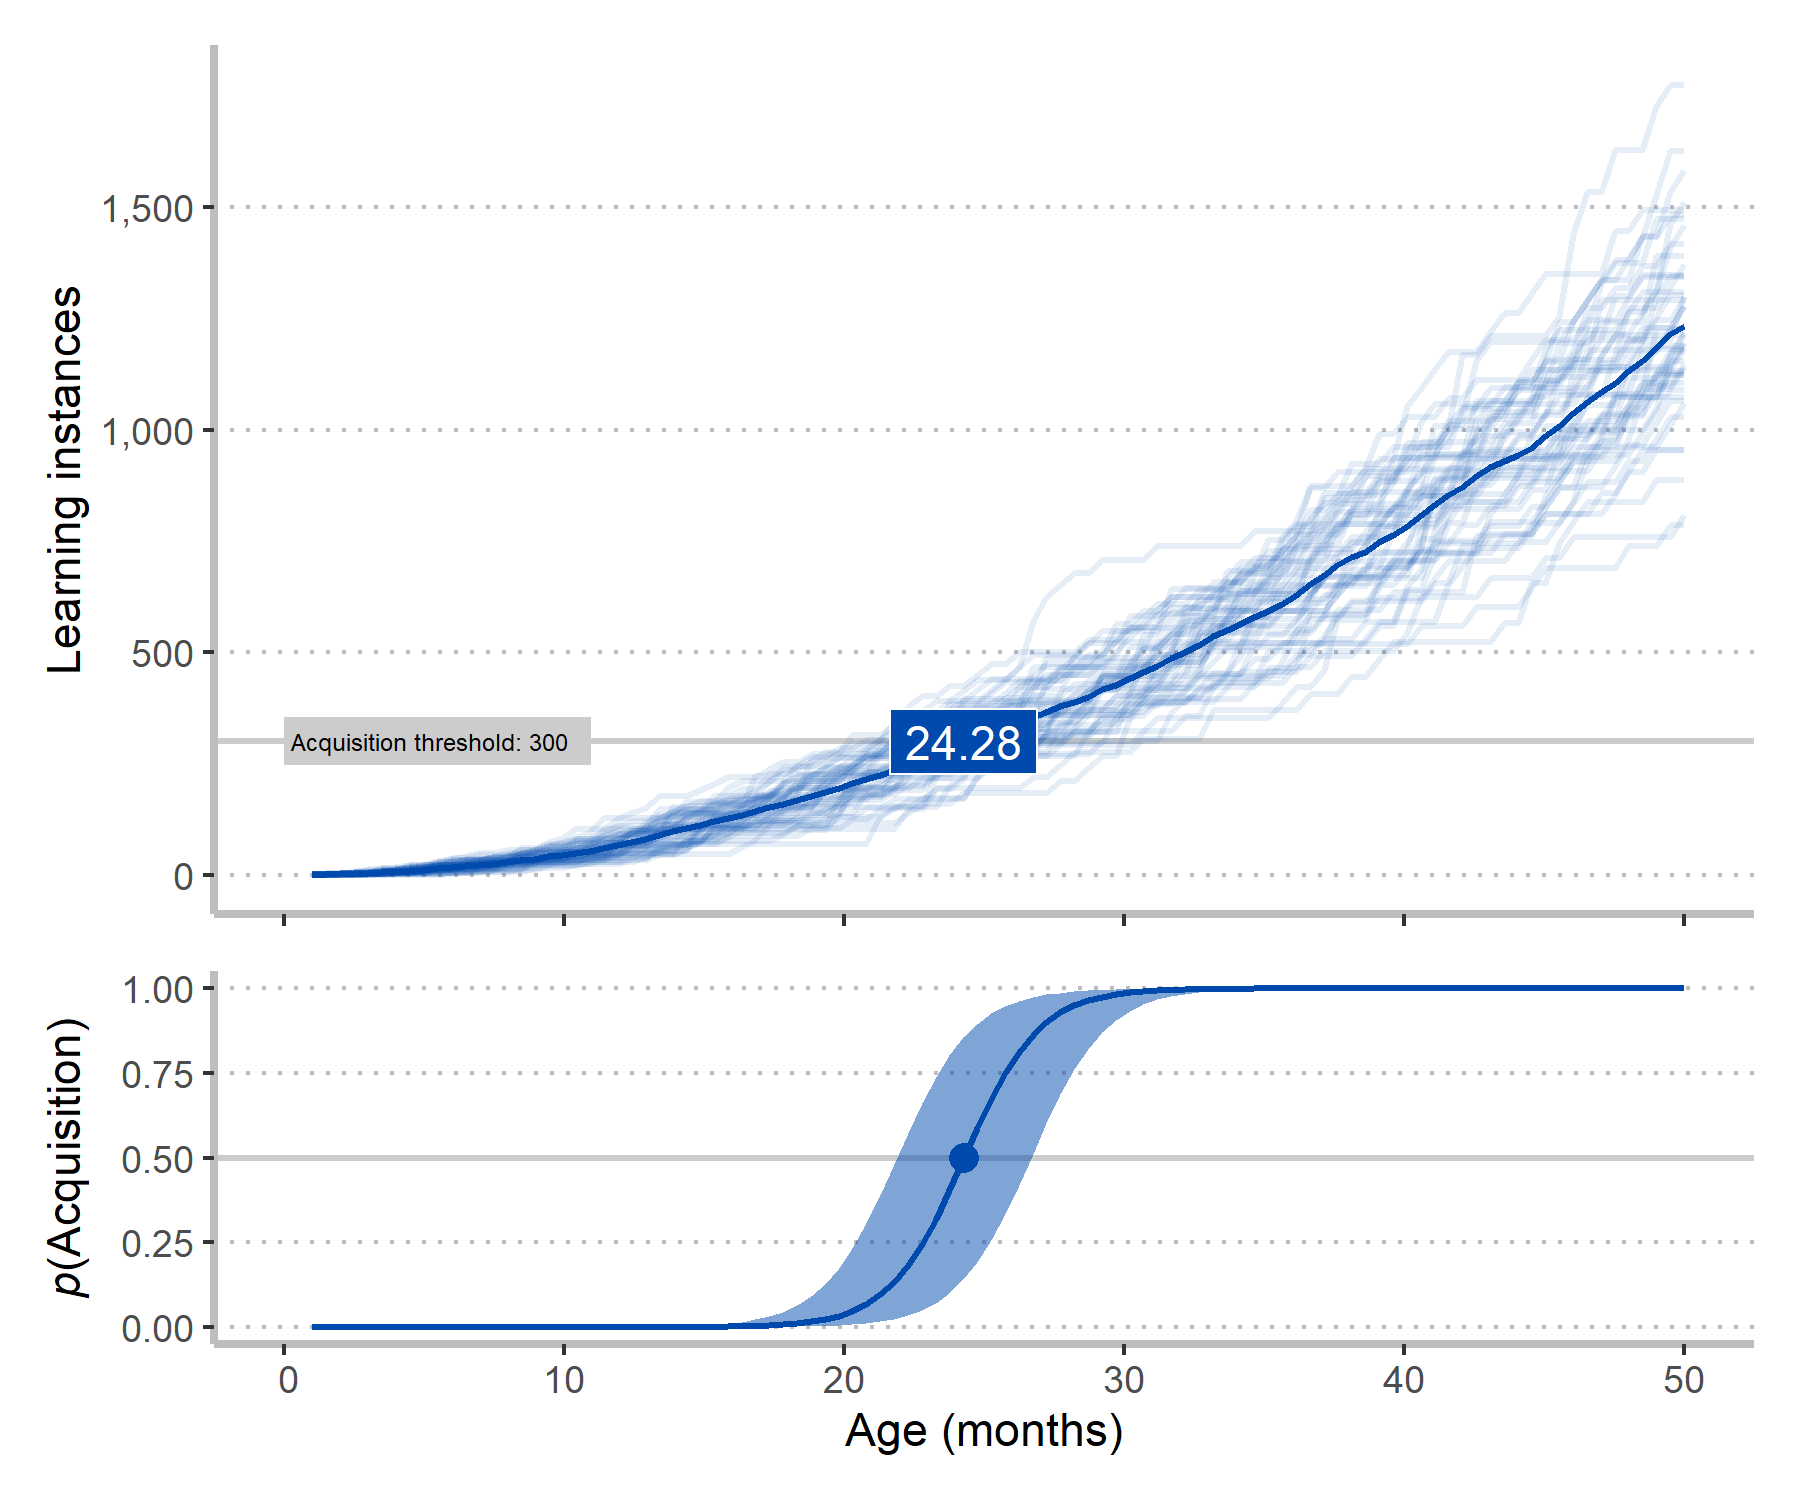 Learning instances
1,500
1,000
500
0
Acquisition threshold: 300
24.28
p(Acquisition)
1.00
0.75
0.50
0.25
0.00
0 10 20 30 40 50
Age (months)